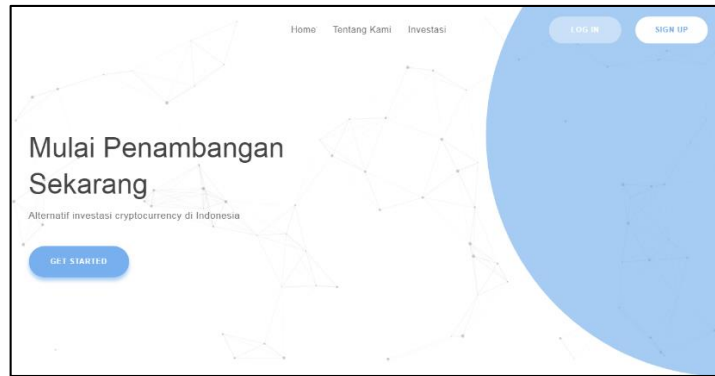 Home Tentang Kami Investasi LOG IN SIGN UP
Mulai Penambangan
Sekarang
Alternatif investasi cryptocurrency di Indonesia
GET STARTED